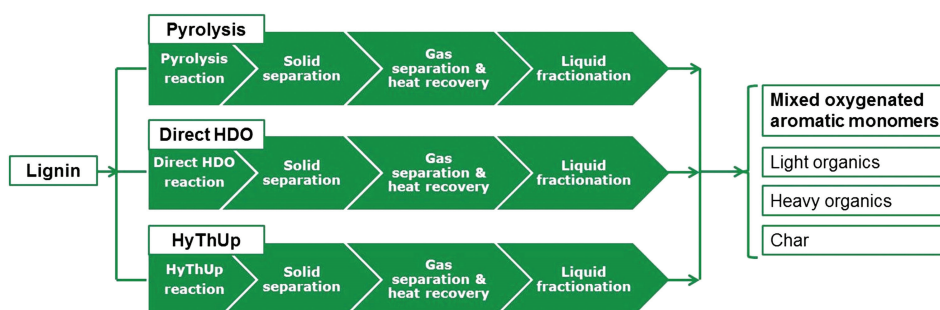 Lignin
Pyrolysis
Pyrolysis
reaction
Solid
separation
Gas
separation &
heat recovery
Liquid
fractionation
Direct HDO
Direct HDO
reaction
Solid
separation
Gas
separation &
heat recovery
Liquid
fractionation
HyThUp
HyThUp
reaction
Solid
separation
Gas
separation &
heat recovery
Liquid
fractionation
Mixed oxygenated
aromatic monomers
Light organics
Heavy organics
Char